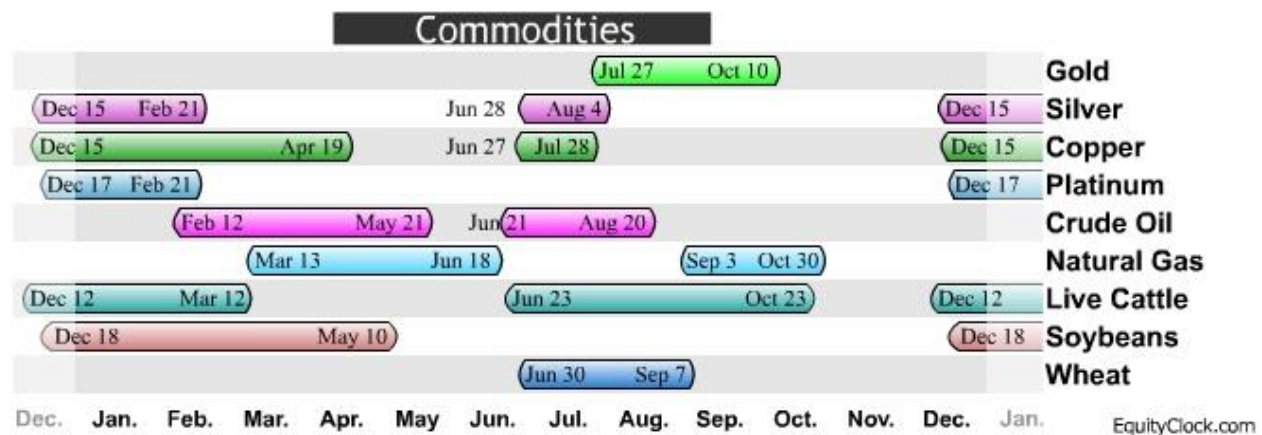 Commodities
Jul 27 Oct 10 Gold
Dec 15 Feb 21 Jun 28 Aug 4 Dec 15 Silver
Dec 15 Apr 19 Jun 27 Jul 28 Dec 15 Copper
Dec 17 Feb 21 Dec 17 Platinum
Feb 12 May 21 Jun 21 Aug 20 Crude Oil
Mar 13 Jun 18 Sep 3 Oct 30 Natural Gas
Dec 12 Mar 12 Jun 23 Oct 23 Dec 12 Live Cattle
Dec 18 May 10 Dec 18 Soybeans
Jun 30 Sep 7 Wheat
Dec. Jan. Feb. Mar. Apr. May Jun. Jul. Aug. Sep. Oct. Nov. Dec. Jan.
EquityClock.com